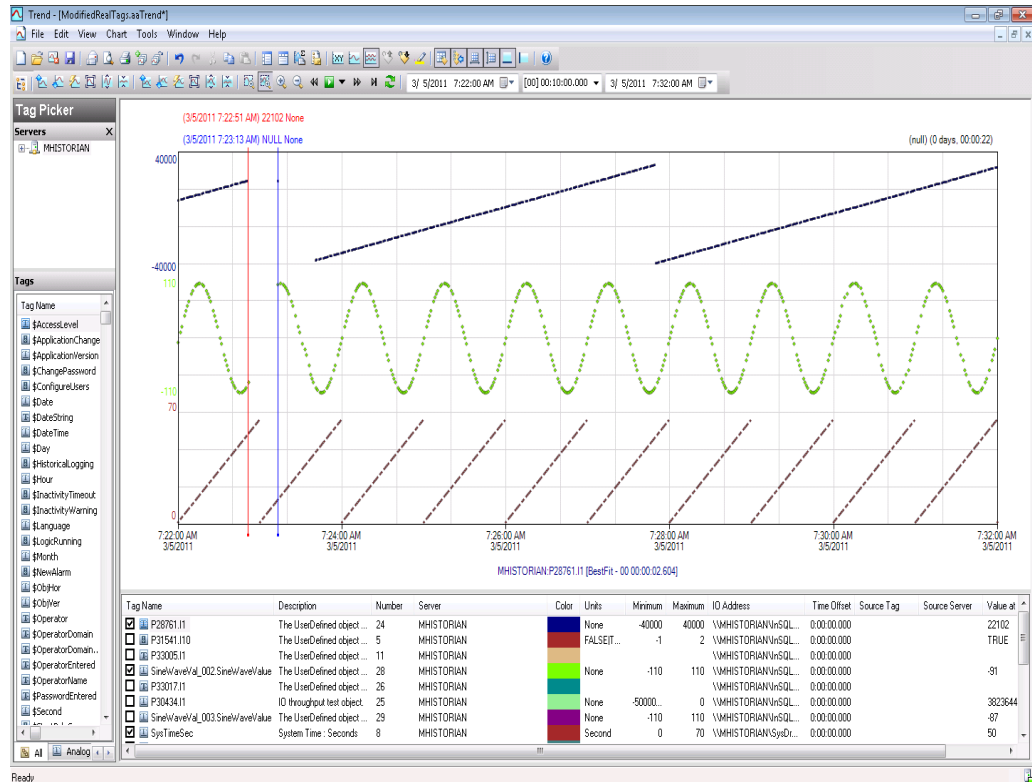 Trend - [ModifiedRealTags.aaTrend*]
File Edit View Chart Tools Window Help
3/ 5/2011 7:22:00 AM [00] 00:10:00.000 3/ 5/2011 7:32:00 AM
Tag Picker
Servers X
MHISTORIAN
Tags
Tag Name
$AccessLevel
$ApplicationChange
$ApplicationVersion
$ChangePassword
$ConfigureUsers
$Date
$DateString
$DateTime
$Day
$HistoricalLogging
$Hour
$InactivityTimeout
$InactivityWarning
$Language
$LogicRunning
$Month
$NewAlarm
$ObjHor
$ObjVer
$Operator
$OperatorDomain
$OperatorDomain...
$OperatorEntered
$OperatorName
$PasswordEntered
$Second
All Analog
(3/5/2011 7:22:51 AM) 22102 None
(3/5/2011 7:23:13 AM) NULL None
(null) (0 days, 00:00:22)
40000
-40000
110
-110
70
0
7:22:00 AM 7:24:00 AM 7:26:00 AM 7:28:00 AM 7:30:00 AM 7:32:00 AM
3/5/2011 3/5/2011 3/5/2011 3/5/2011 3/5/2011 3/5/2011
MHISTORIAN:P28761.I1 [BestFit - 00 00:00:02.604]
Tag Name Description Number Server Color Units Minimum Maximum IO Address Time Offset Source Tag Source Server Value at
P28761.I1 The UserDefined object ... 24 MHISTORIAN None -40000 40000 \\MHISTORIAN\InSQL... 0:00:00.000 22102
P31541.I10 The UserDefined object ... 5 MHISTORIAN FALSE|T... -1 2 \\MHISTORIAN\InSQL... 0:00:00.000 TRUE
P33005.I1 The UserDefined object ... 11 MHISTORIAN \\MHISTORIAN\InSQL... 0:00:00.000
SineWaveVal_002.SineWaveValue The UserDefined object ... 28 MHISTORIAN None -110 110 \\MHISTORIAN\InSQL... 0:00:00.000 -91
P33017.I1 The UserDefined object ... 26 MHISTORIAN \\MHISTORIAN\InSQL... 0:00:00.000
P30434.I1 IO throughput test object. 25 MHISTORIAN None -50000... 0 \\MHISTORIAN\InSQL... 0:00:00.000 3823644
SineWaveVal_003.SineWaveValue The UserDefined object ... 29 MHISTORIAN None -110 110 \\MHISTORIAN\InSQL... 0:00:00.000 -87
SysTimeSec System Time : Seconds 8 MHISTORIAN Second 0 70 \\MHISTORIAN\SysDr... 0:00:00.000 50
Ready